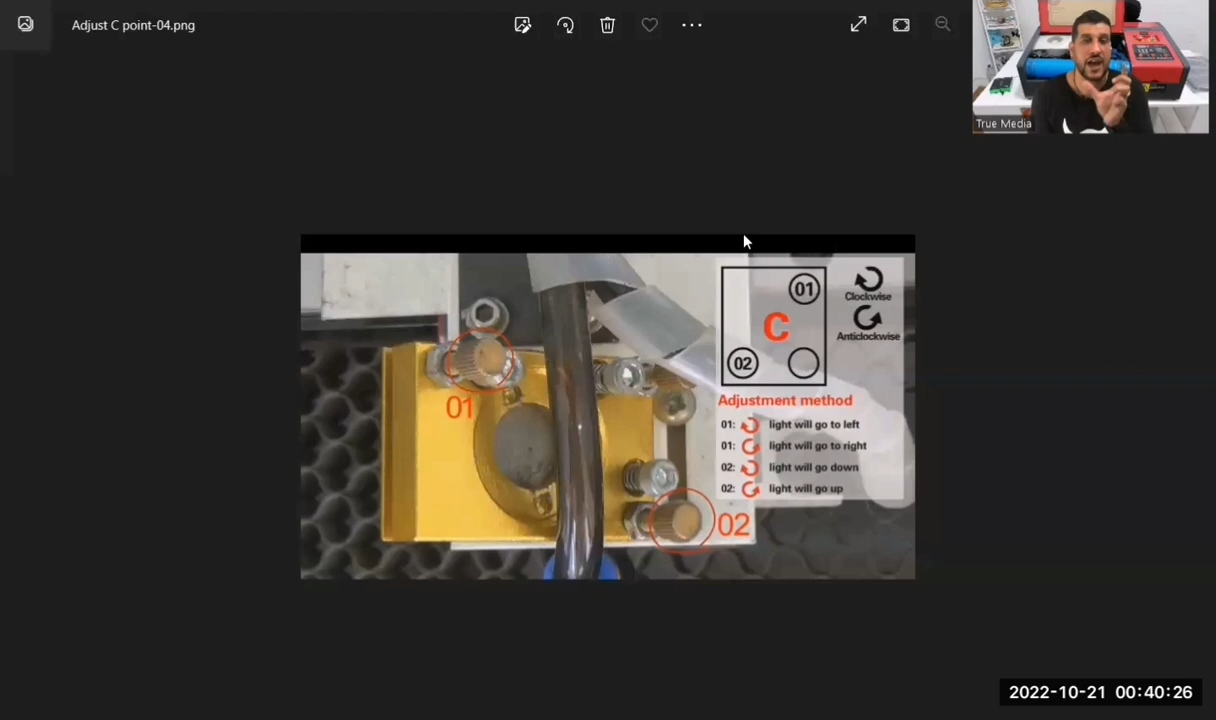 Adjust C point-04.png
True Media
01
C
02
Clockwise
Anticlockwise
Adjustment method
01: light will go to left
01: light will go to right
02: light will go down
02: light will go up
01
02
2022-10-21 00:40:26